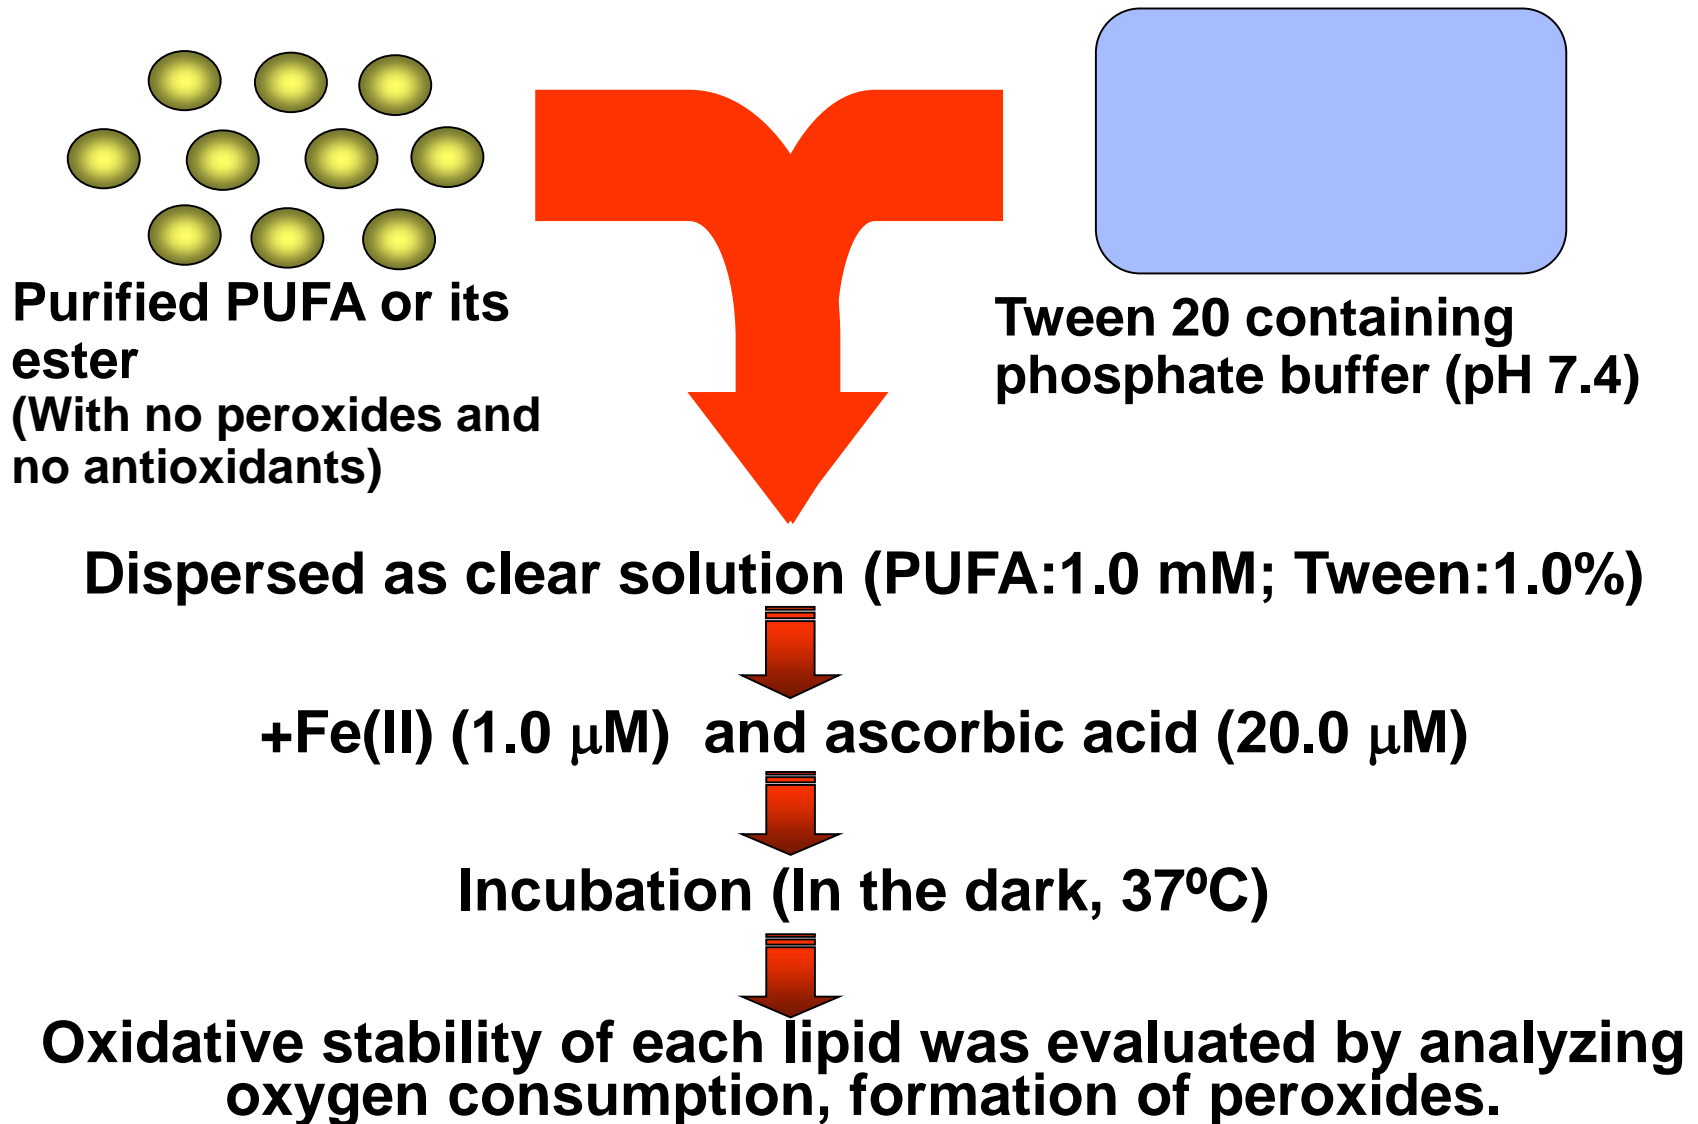 Purified PUFA or its
ester
(With no peroxides and
no antioxidants)
Tween 20 containing
phosphate buffer (pH 7.4)
Dispersed as clear solution (PUFA:1.0 mM; Tween:1.0%)
+Fe(II) (1.0 μM)  and ascorbic acid (20.0 μM)
Incubation (In the dark, 37ºC)
Oxidative stability of each lipid was evaluated by analyzing
oxygen consumption, formation of peroxides.